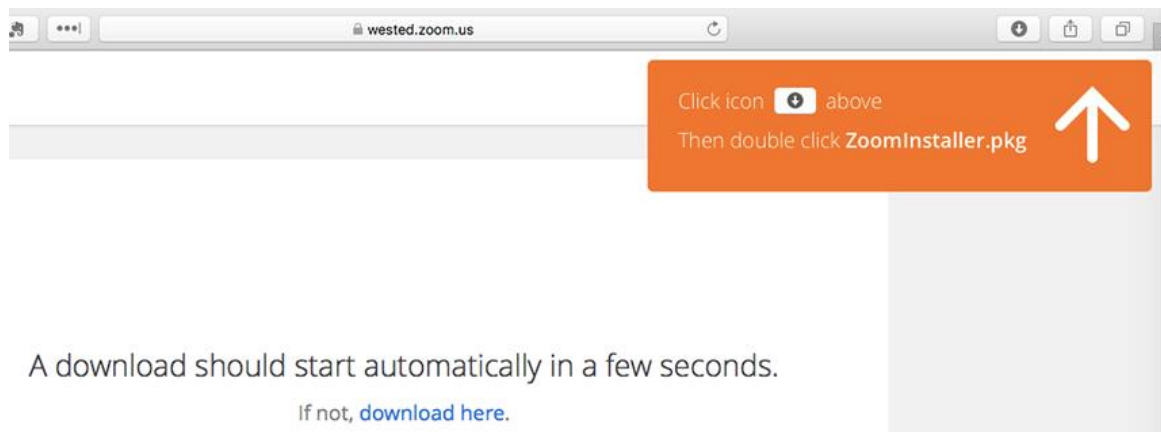 wested.zoom.us
Click icon above
Then double click ZoomInstaller.pkg
A download should start automatically in a few seconds.
If not, download here.